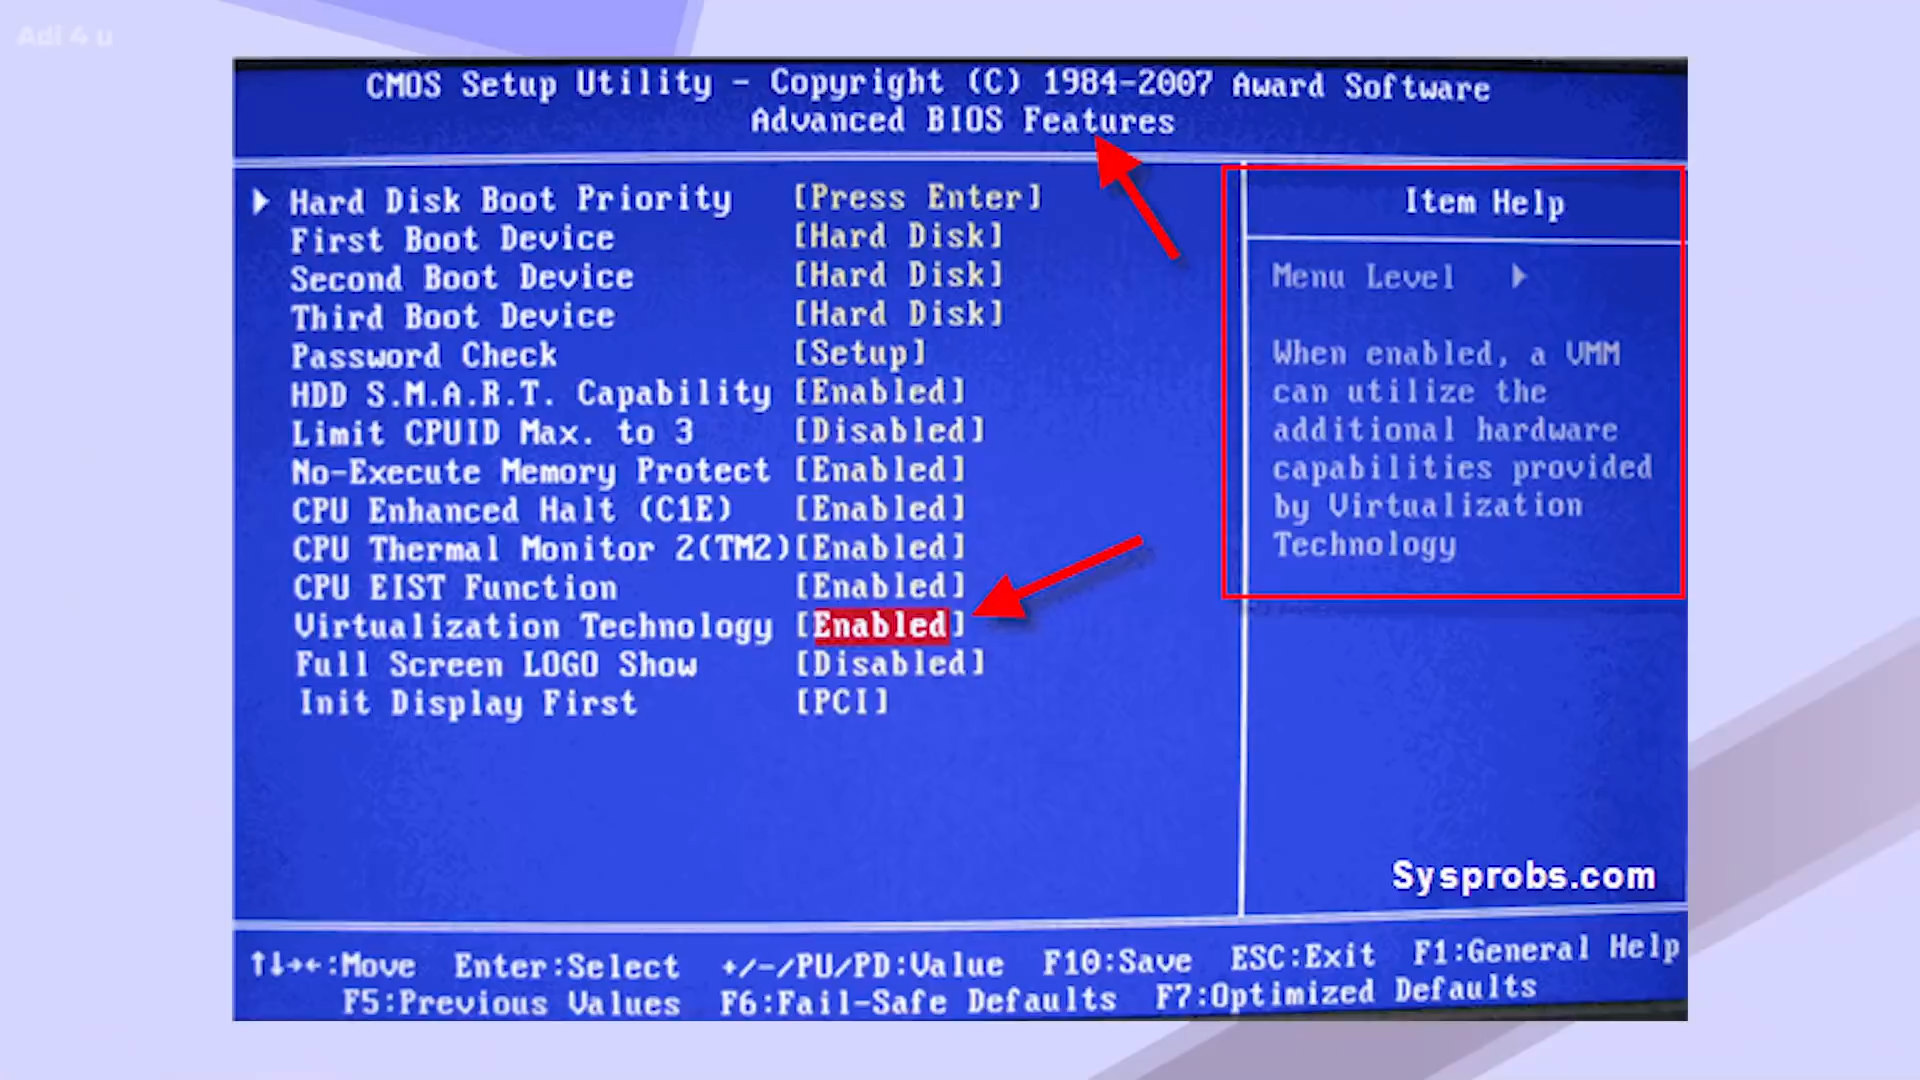 Adi 4 u
CMOS Setup Utility - Copyright (C) 1984-2007 Award Software
Advanced BIOS Features
Hard Disk Boot Priority [Press Enter]
First Boot Device [Hard Disk]
Second Boot Device [Hard Disk]
Third Boot Device [Hard Disk]
Password Check [Setup]
HDD S.M.A.R.T. Capability [Enabled]
Limit CPUID Max. to 3 [Disabled]
No-Execute Memory Protect [Enabled]
CPU Enhanced Halt (C1E) [Enabled]
CPU Thermal Monitor 2(TM2) [Enabled]
CPU EIST Function [Enabled]
Virtualization Technology [Enabled]
Full Screen LOGO Show [Disabled]
Init Display First [PCI]
Item Help
Menu Level
When enabled, a VMM
can utilize the
additional hardware
capabilities provided
by Virtualization
Technology
Sysprobs.com
↑↓→←:Move Enter:Select +/-/PU/PD:Value F10:Save ESC:Exit F1:General Help
F5:Previous Values F6:Fail-Safe Defaults F7:Optimized Defaults